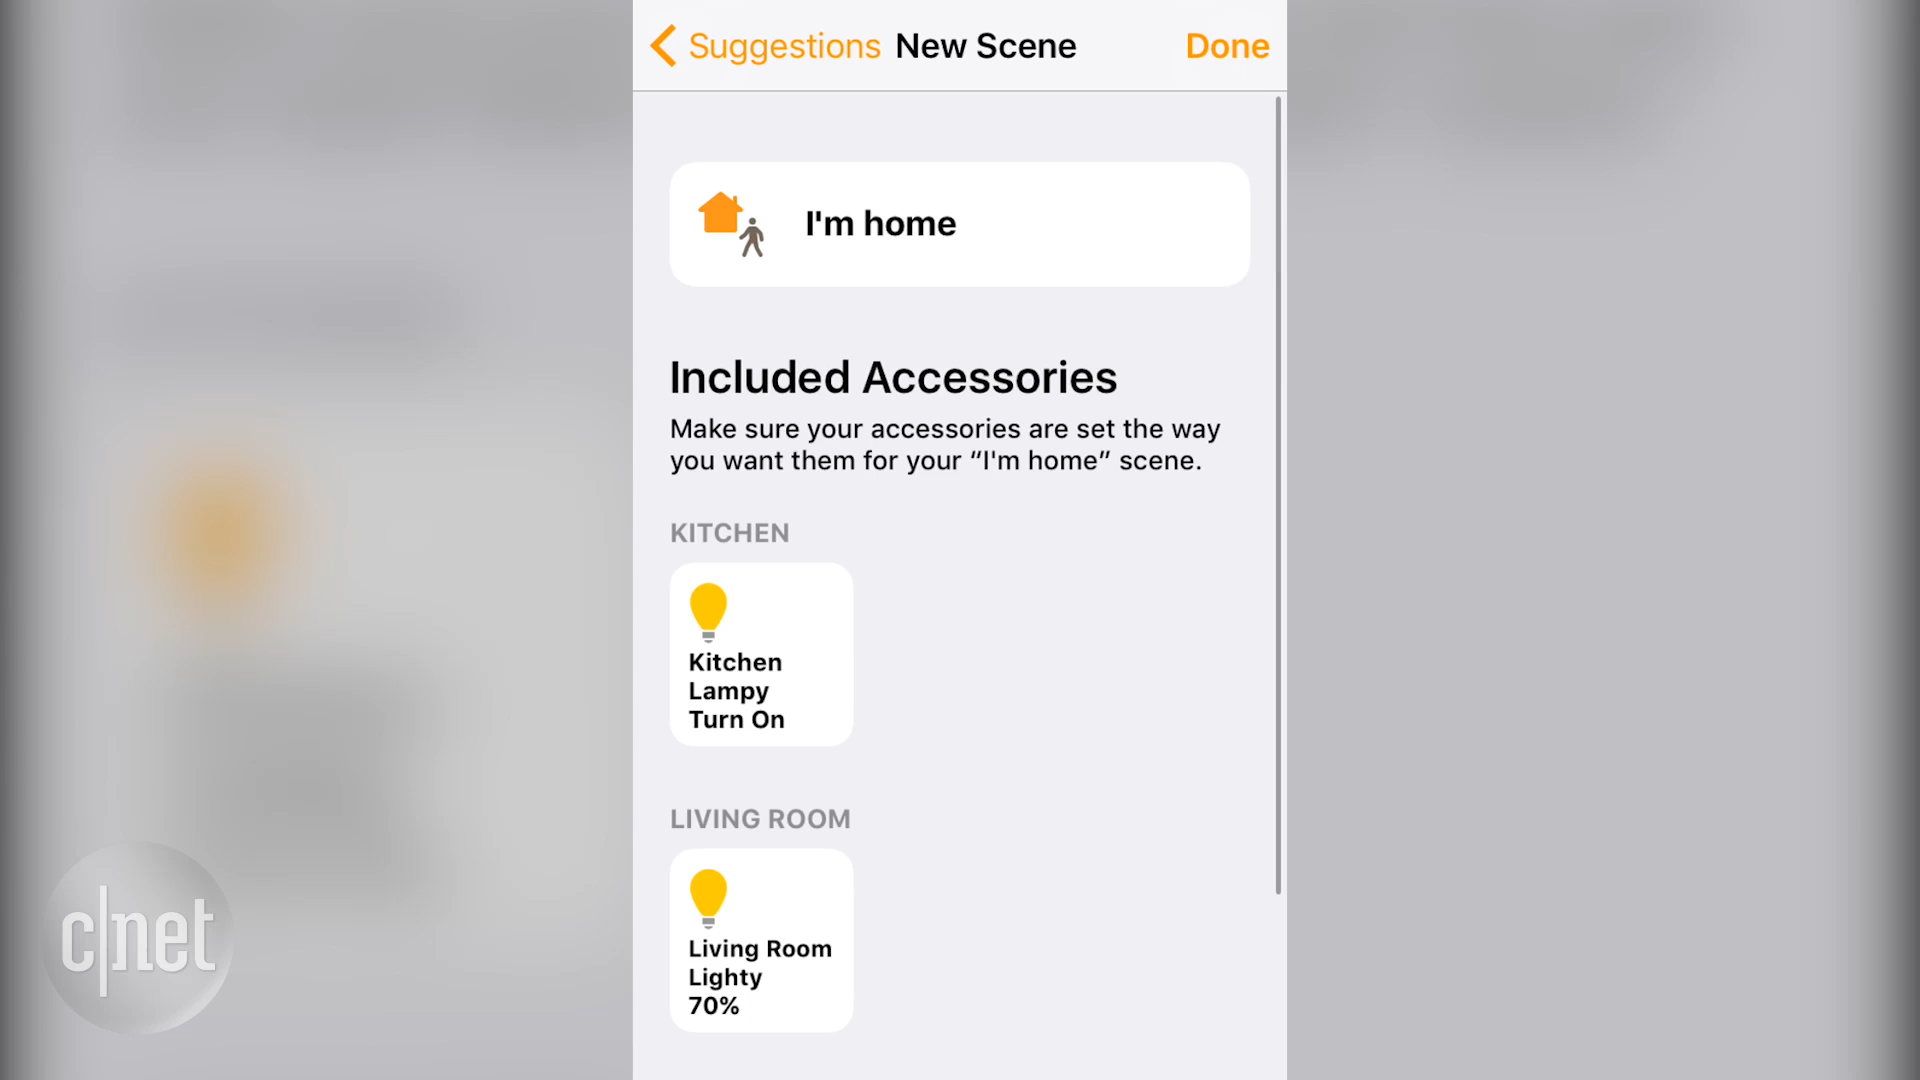 Suggestions New Scene Done
I'm home
Included Accessories
Make sure your accessories are set the way
you want them for your “I'm home” scene.
KITCHEN
Kitchen
Lampy
Turn On
LIVING ROOM
Living Room
Lighty
70%
c|net